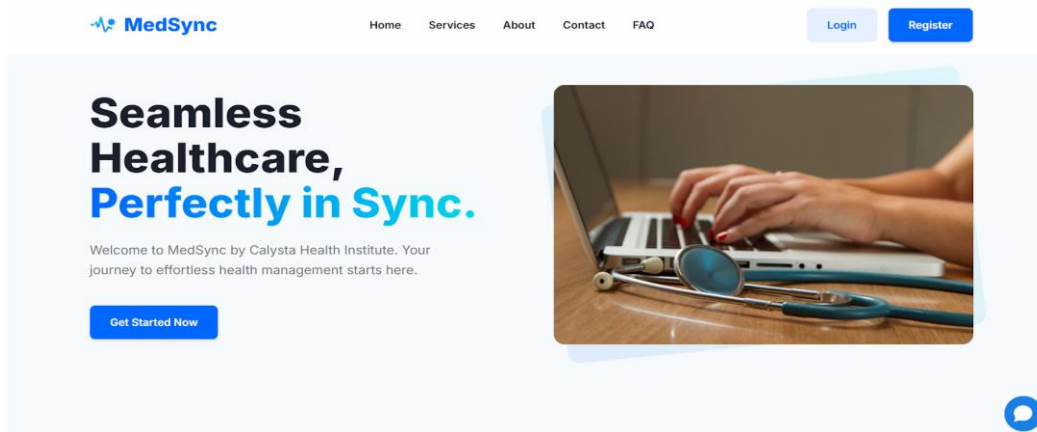 MedSync
Home
Services
About
Contact
FAQ
Login
Register
Seamless
Healthcare,
Perfectly in Sync.
Welcome to MedSync by Calysta Health Institute. Your
journey to effortless health management starts here.
Get Started Now